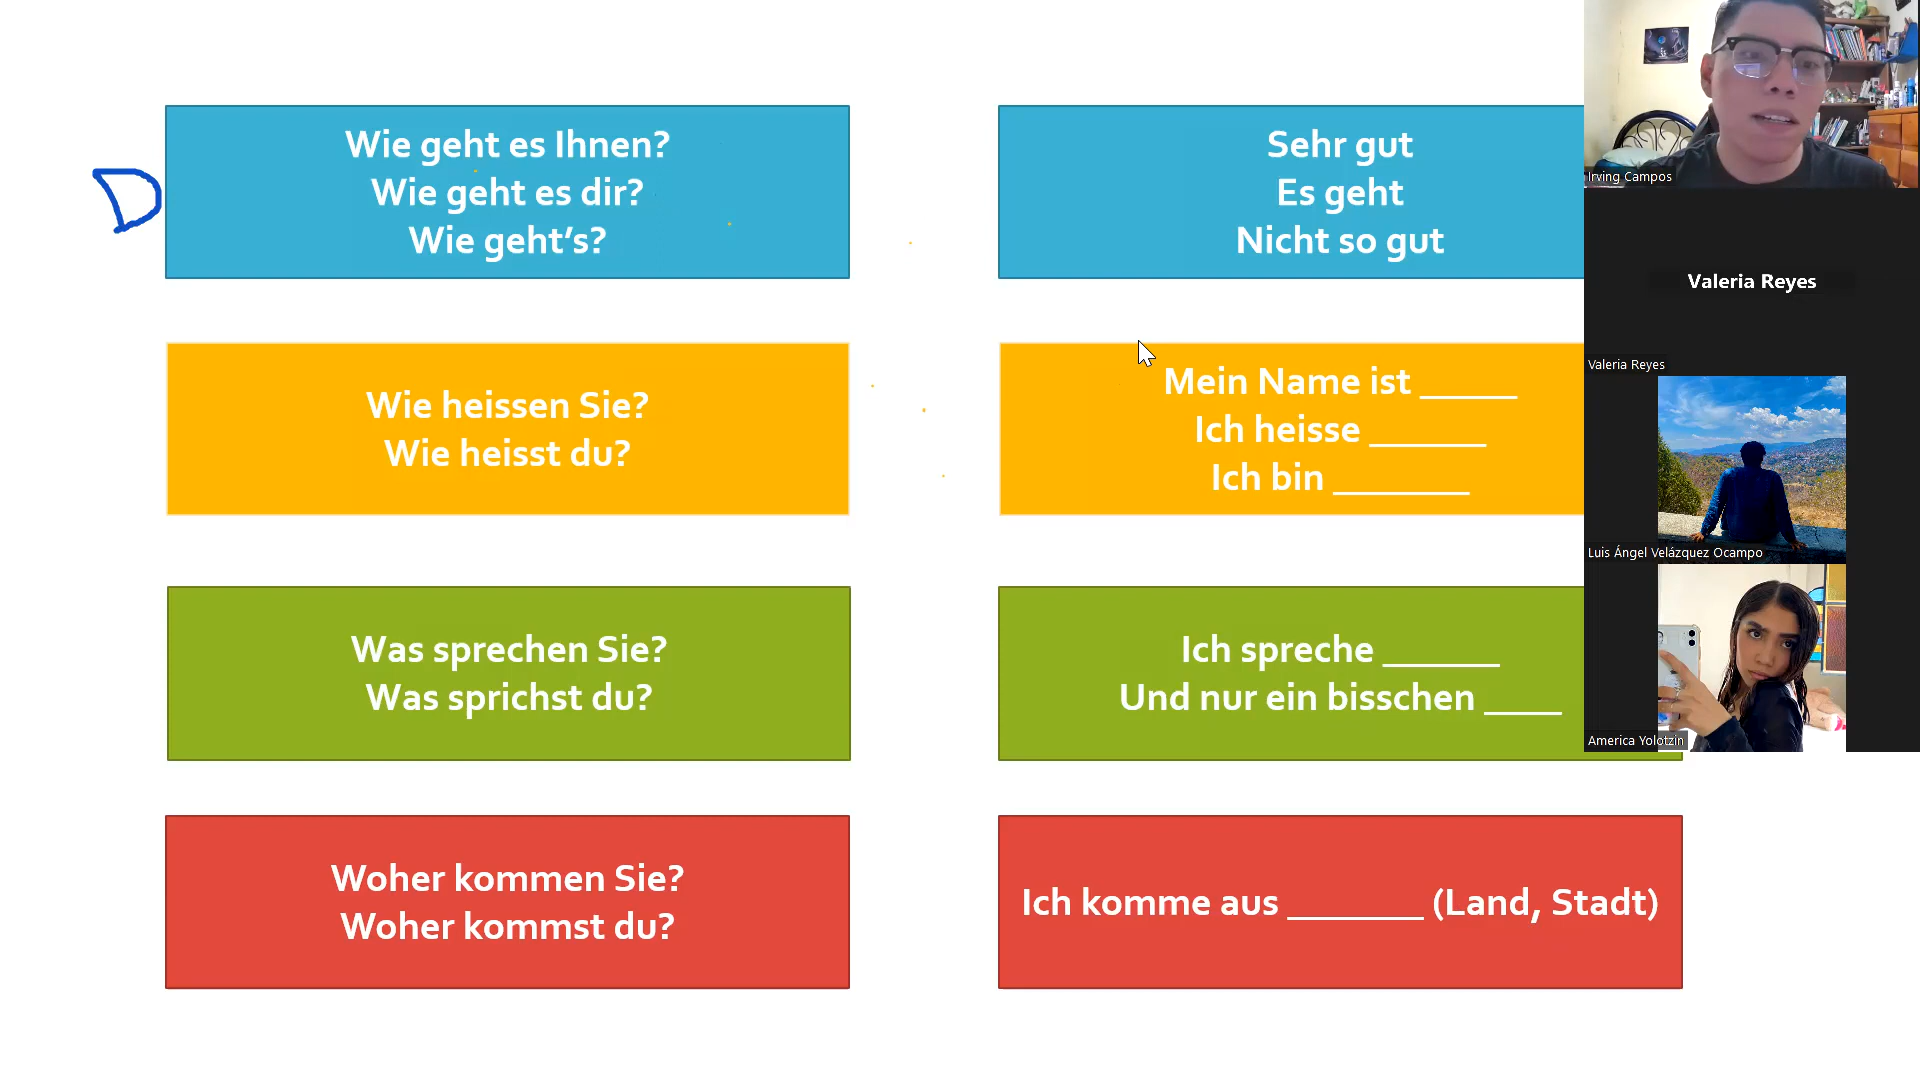 Wie geht es Ihnen?
Wie geht es dir?
Wie geht's?
Sehr gut
Es geht
Nicht so gut
Wie heissen Sie?
Wie heisst du?
Mein Name ist _____
Ich heisse ______
Ich bin _______
Was sprechen Sie?
Was sprichst du?
Ich spreche ______
Und nur ein bisschen ____
Woher kommen Sie?
Woher kommst du?
Ich komme aus _______ (Land, Stadt)
D
Irving Campos
Valeria Reyes
Valeria Reyes
Luis Ángel Velázquez Ocampo
America Yolotzin